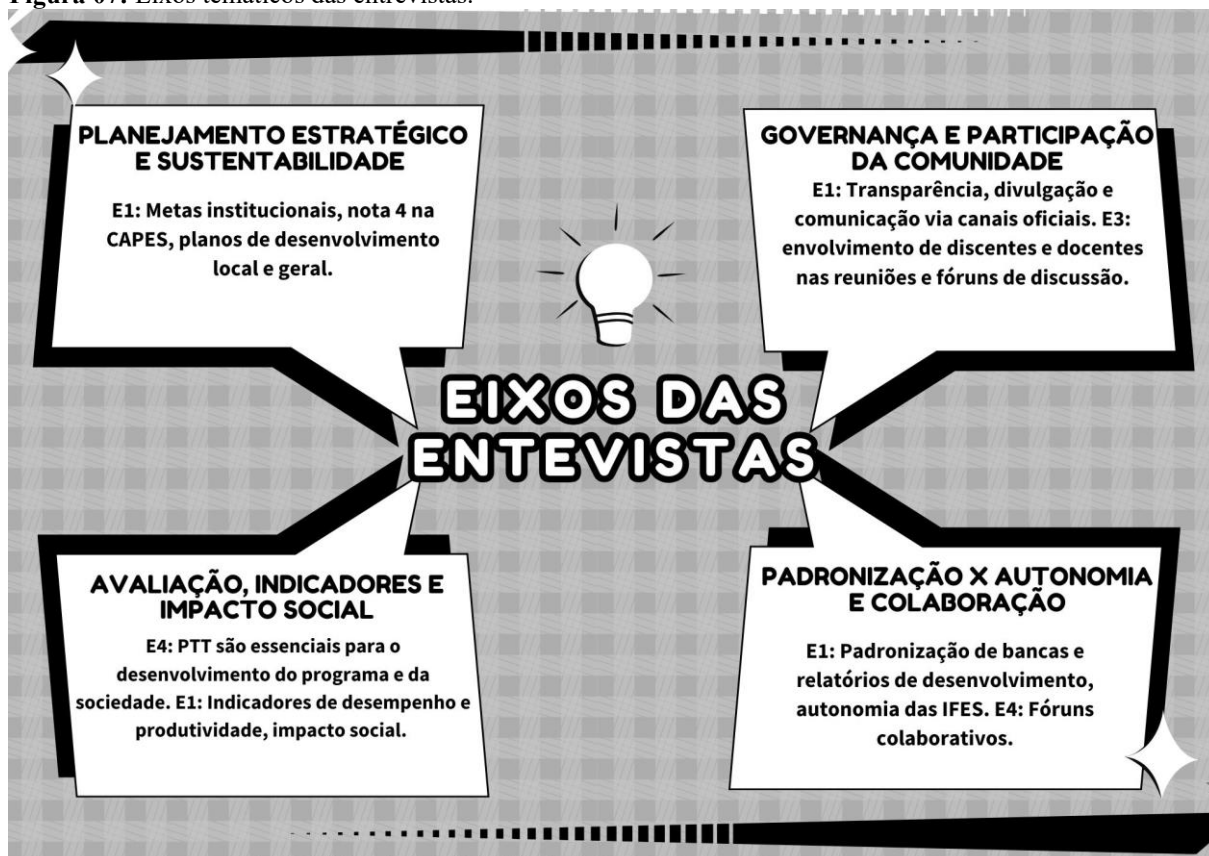 Figura 07: Eixos temáticos das entrevistas.
PLANEJAMENTO ESTRATÉGICO
E SUSTENTABILIDADE
E1: Metas institucionais, nota 4 na
CAPES, planos de desenvolvimento
local e geral.
GOVERNANÇA E PARTICIPAÇÃO
DA COMUNIDADE
E1: Transparência, divulgação e
comunicação via canais oficiais. E3:
envolvimento de discentes e docentes
nas reuniões e fóruns de discussão.
EIXOS DAS
ENTEVISTAS
AVALIAÇÃO, INDICADORES E
IMPACTO SOCIAL
E4: PTT são essenciais para o
desenvolvimento do programa e da
sociedade. E1: Indicadores de desempenho e
produtividade, impacto social.
PADRONIZAÇÃO X AUTONOMIA
E COLABORAÇÃO
E1: Padronização de bancas e
relatórios de desenvolvimento,
autonomia das IFES. E4: Fóruns
colaborativos.